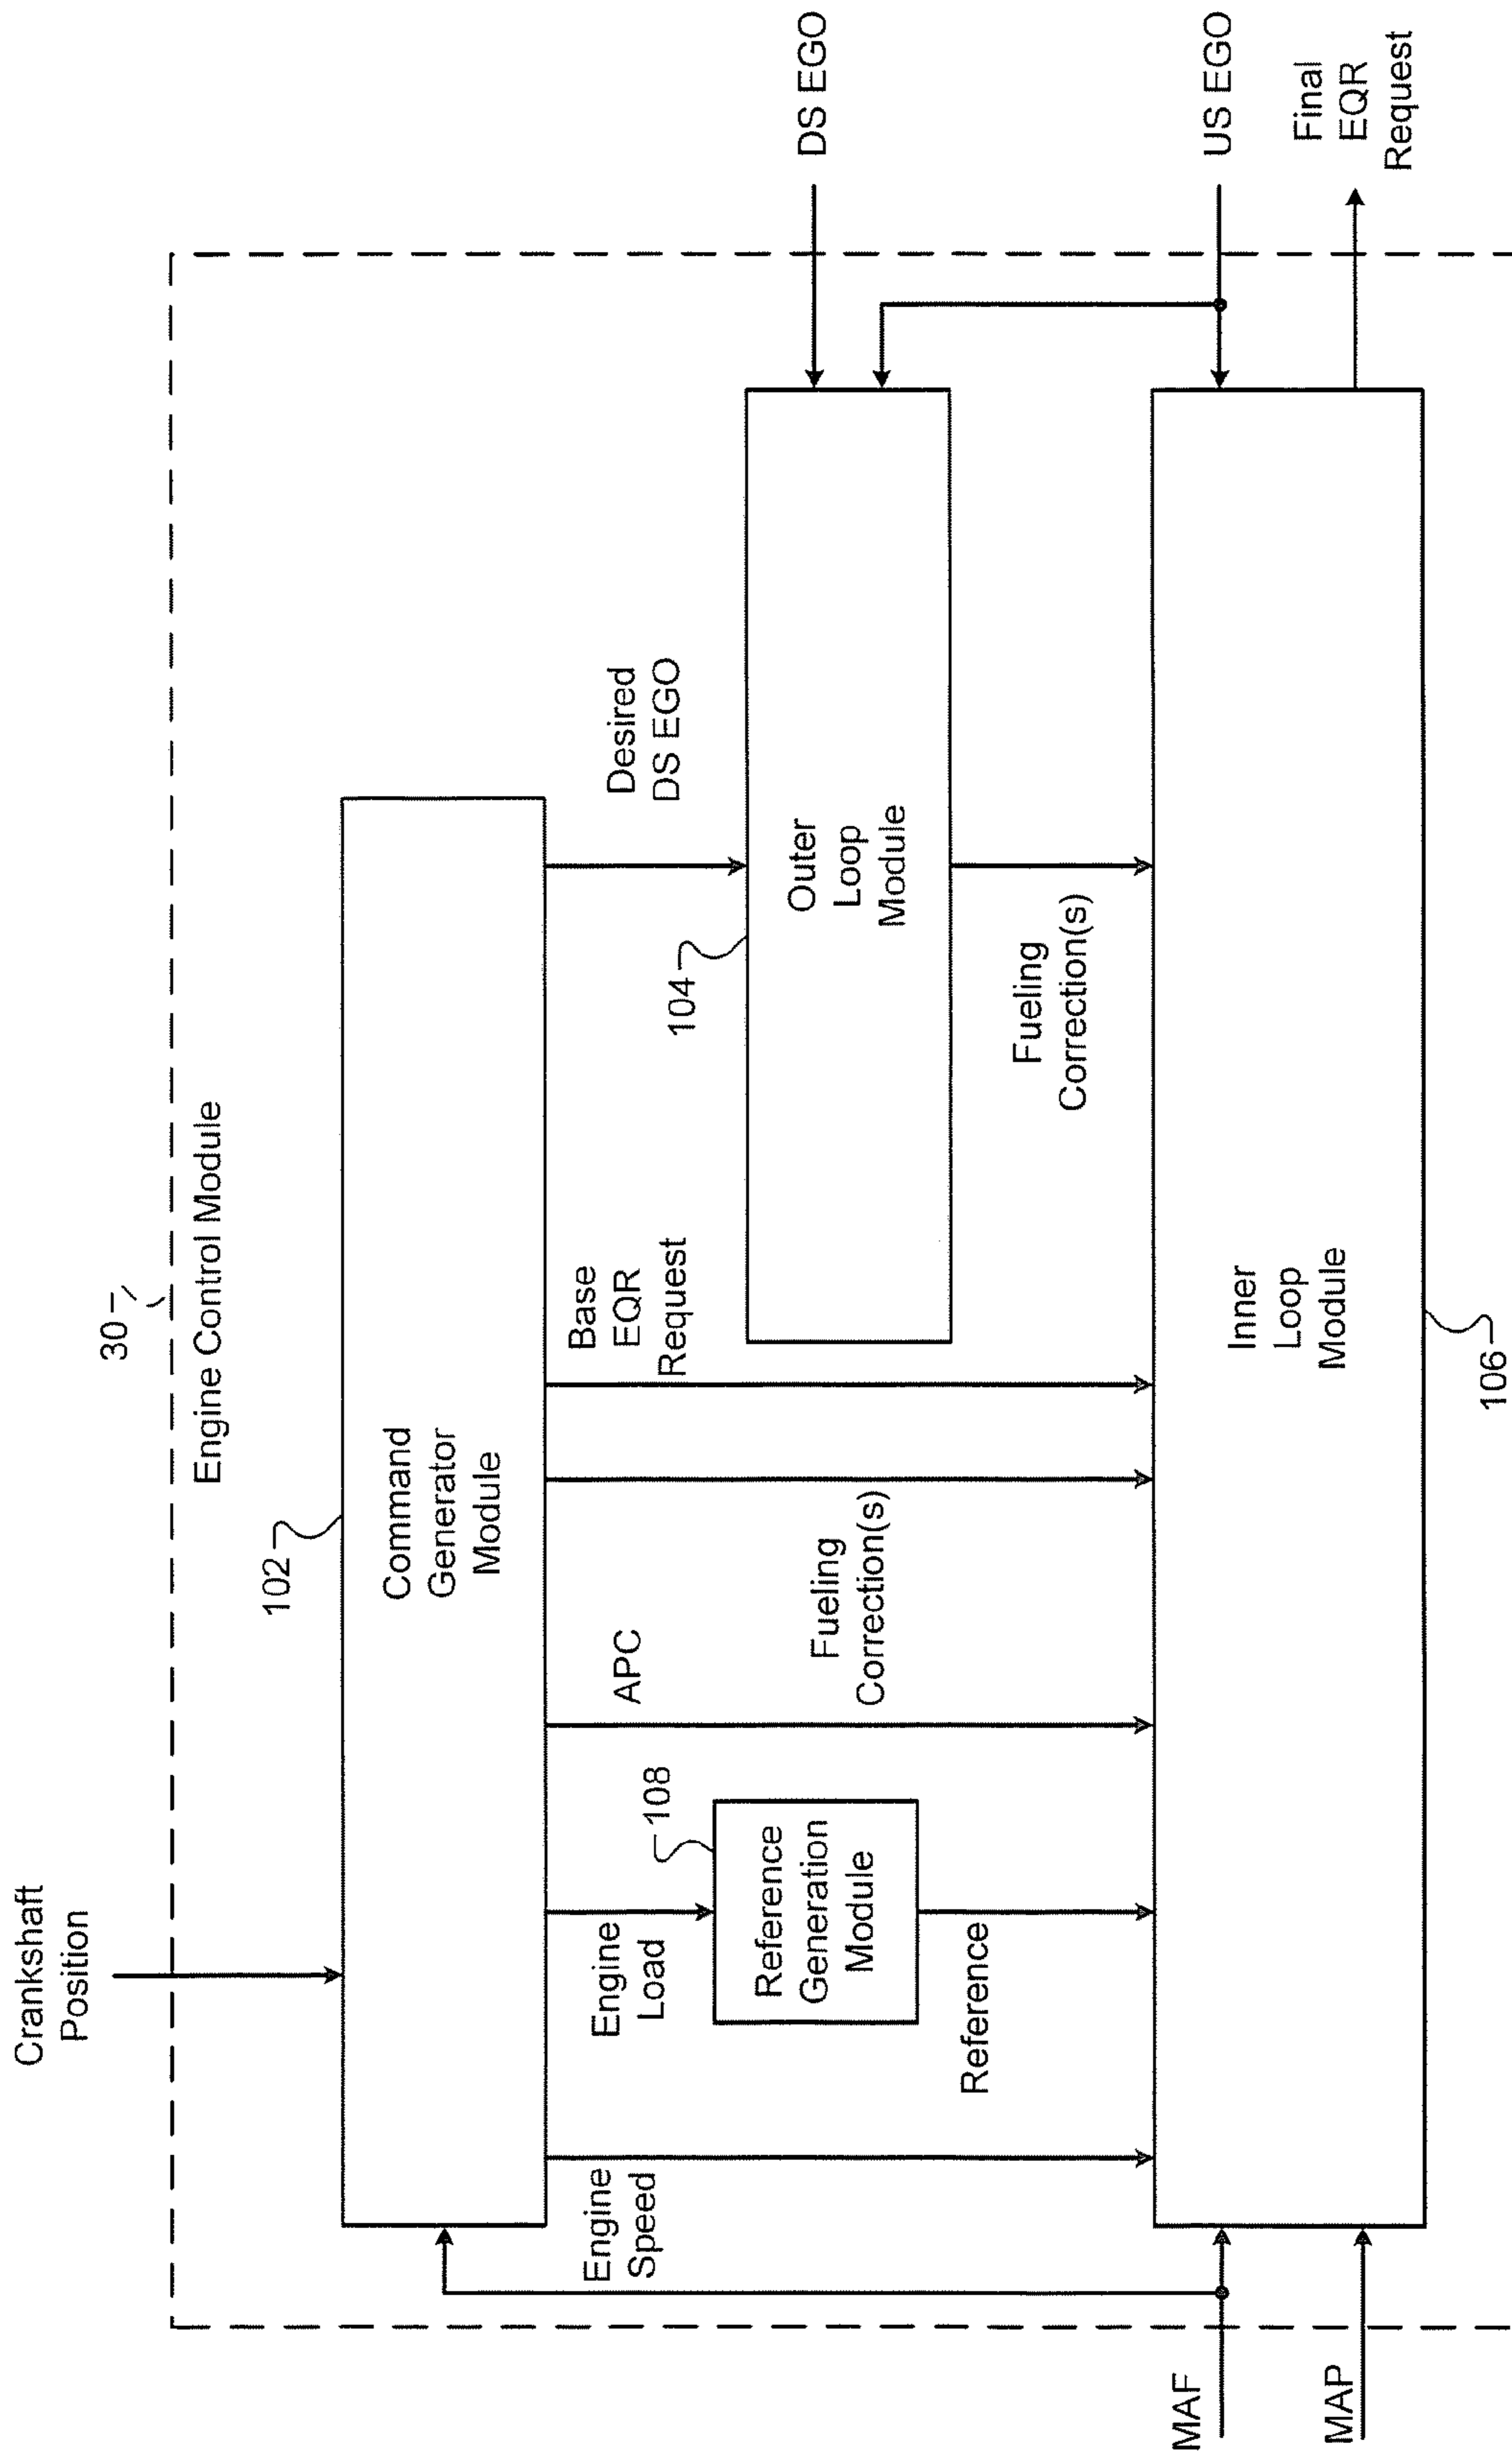 30
Engine Control Module
Crankshaft
Position
102
Command
Generator
Module
Engine
Speed
Engine
Load
APC
Base
EQR
Request
Desired
DS EGO
108
Reference
Generation
Module
Reference
Fueling
Correction(s)
104
Outer
Loop
Module
DS EGO
Fueling
Correction(s)
Inner
Loop
Module
106
MAF
MAP
US EGO
Final
EQR
Request